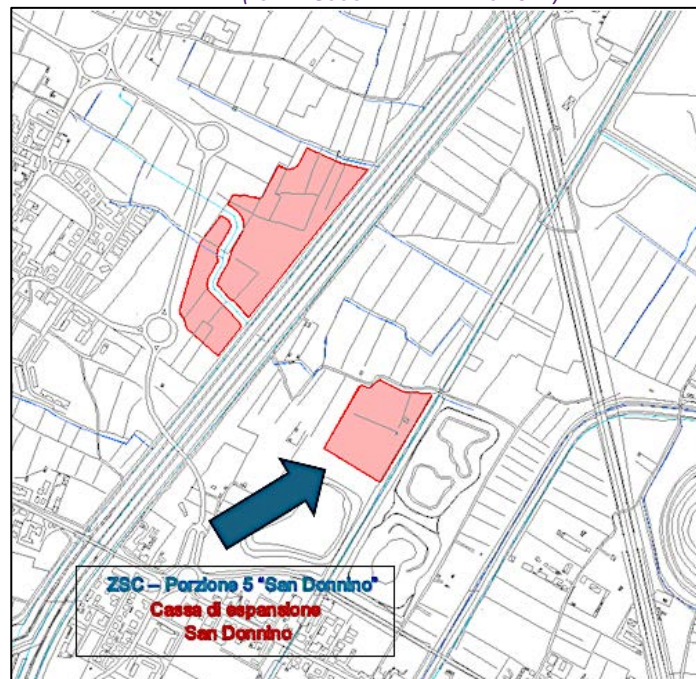 ZSC – Porzione 5 "San Donnino"
Cassa di espansione
San Donnino